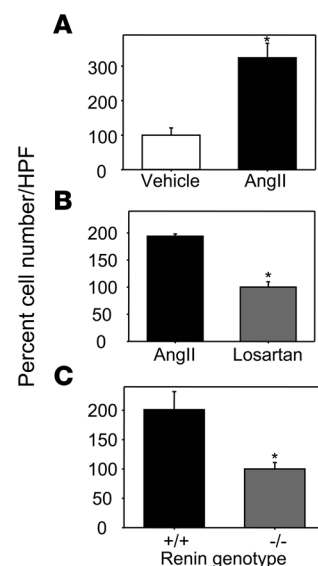 A
Percent cell number/HPF
300
200
100
0
*
Vehicle AngII
B
200
150
100
50
0
*
AngII Losartan
C
200
150
100
50
0
*
+/+ -/-
Renin genotype